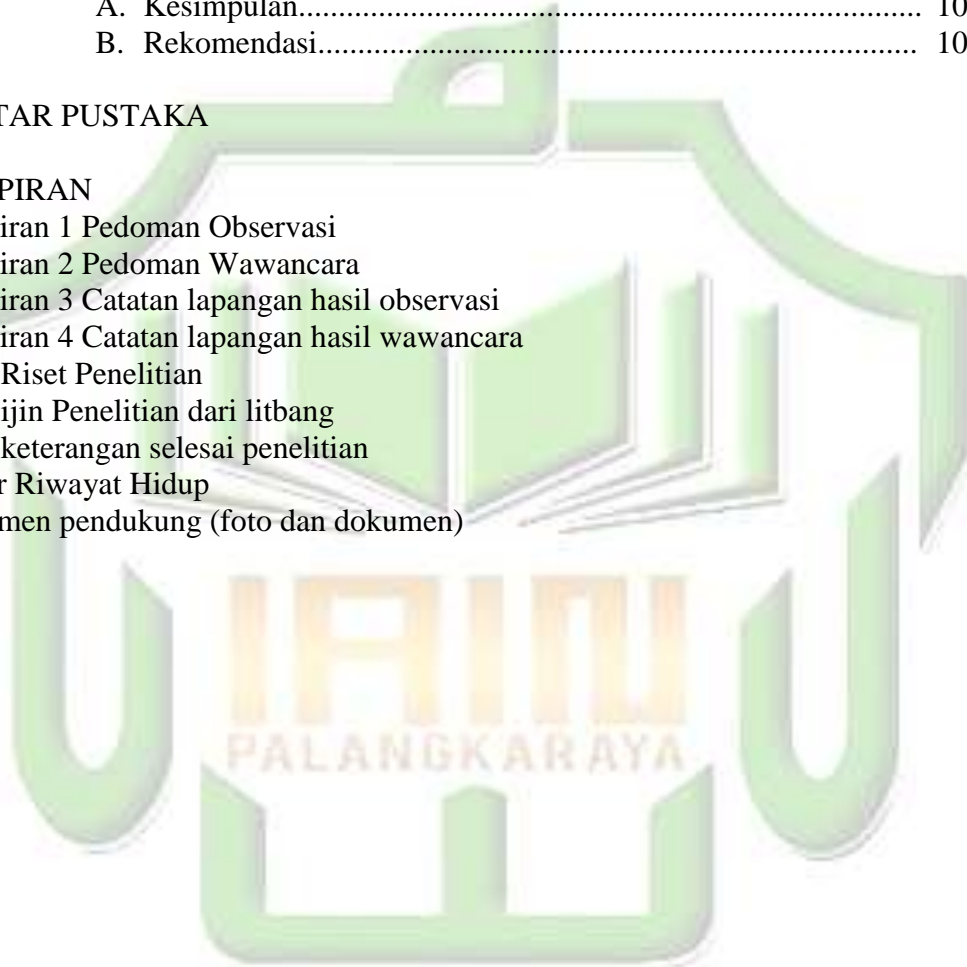 A. Kesimpulan............................................................................ 10
B. Rekomendasi.......................................................................... 10
TAR PUSTAKA
PIRAN
iran 1 Pedoman Observasi
iran 2 Pedoman Wawancara
iran 3 Catatan lapangan hasil observasi
iran 4 Catatan lapangan hasil wawancara
Riset Penelitian
ijin Penelitian dari litbang
keterangan selesai penelitian
r Riwayat Hidup
men pendukung (foto dan dokumen)
IAIN
PALANGKARAYA